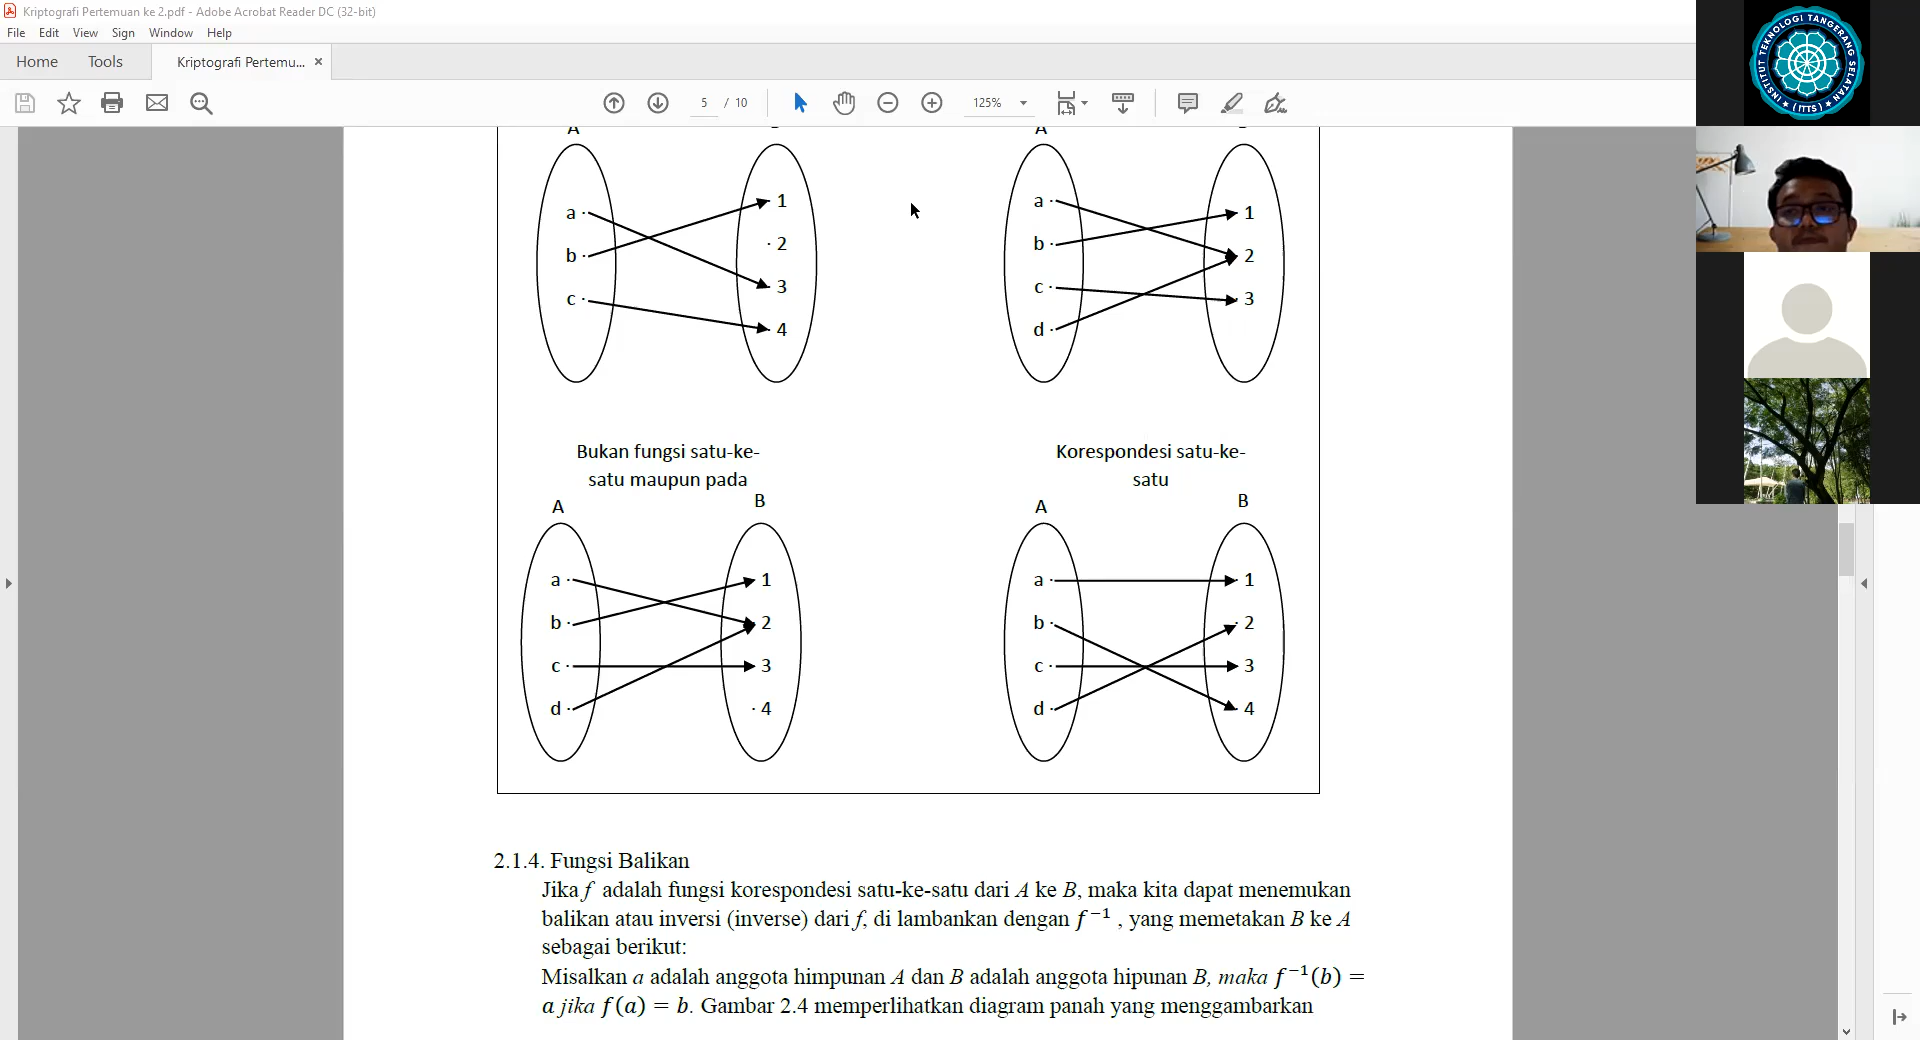 Kriptografi Pertemuan ke 2.pdf - Adobe Acrobat Reader DC (32-bit)
File Edit View Sign Window Help
Home Tools Kriptografi Pertemu... ×
5 / 10 125%
INSTITUT TEKNOLOGI TANGERANG SELATAN
(ITTS)
A A
a 1 a 1
b 2 b 2
c 3 c 3
4 d
Bukan fungsi satu-ke-
satu maupun pada
Korespondesi satu-ke-
satu
A B A B
a 1 a 1
b 2 b 2
c 3 c 3
d 4 d 4
2.1.4. Fungsi Balikan
Jika f adalah fungsi korespondesi satu-ke-satu dari A ke B, maka kita dapat menemukan
balikan atau inversi (inverse) dari f, di lambankan dengan f⁻¹ , yang memetakan B ke A
sebagai berikut:
Misalkan a adalah anggota himpunan A dan B adalah anggota hipunan B, maka f⁻¹(b) =
a jika f(a) = b. Gambar 2.4 memperlihatkan diagram panah yang menggambarkan